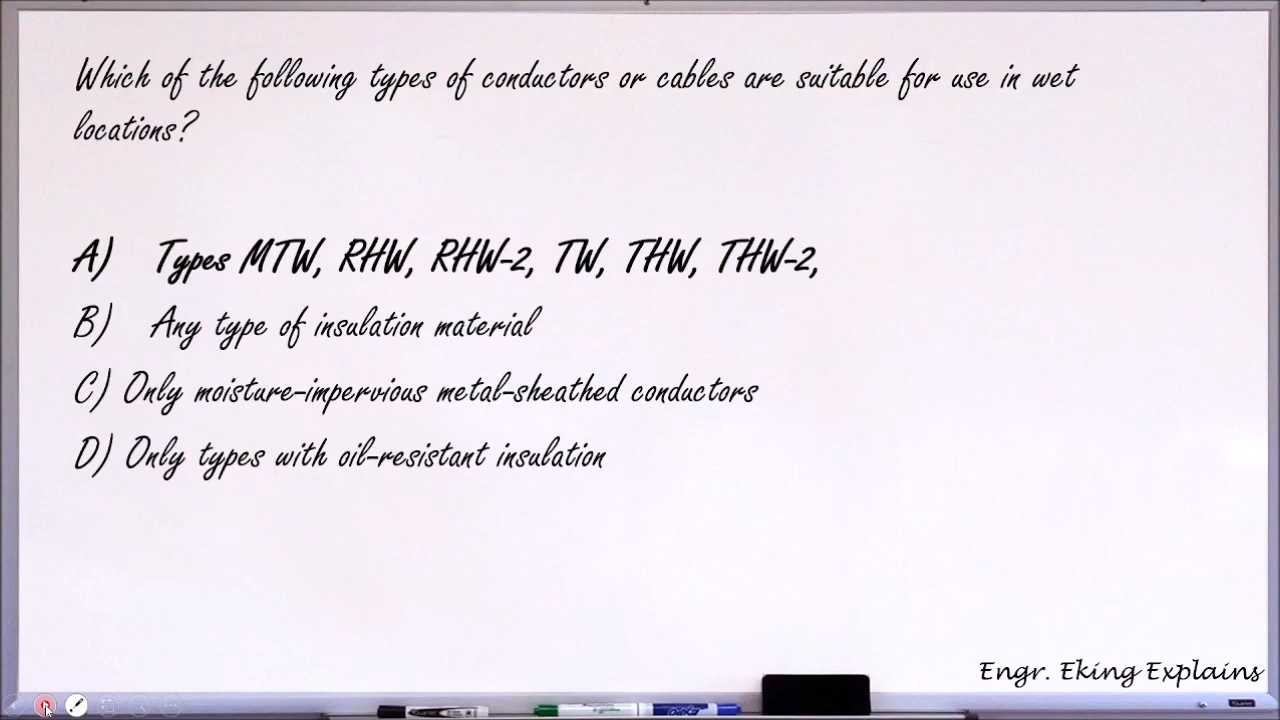 Which of the following types of conductors or cables are suitable for use in wet
locations?
A) Types MTW, RHW, RHW-2, TW, THW, THW-2,
B) Any type of insulation material
C) Only moisture-impervious metal-sheathed conductors
D) Only types with oil-resistant insulation
Engr. Eking Explains